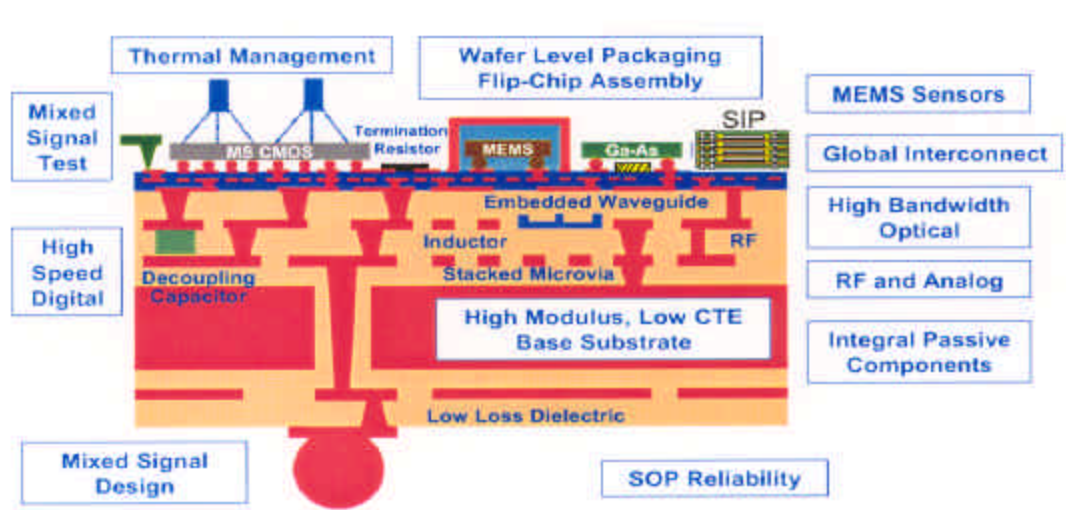 Thermal Management
Wafer Level Packaging
Flip-Chip Assembly
MEMS Sensors
Mixed
Signal
Test
SIP
Termination
Resistor
MS CMOS
MEMS
Ga-As
Global Interconnect
Embedded Waveguide
High Bandwidth
Optical
High
Speed
Digital
Inductor
RF
Decoupling
Capacitor
Stacked Microvia
RF and Analog
High Modulus, Low CTE
Base Substrate
Integral Passive
Components
Low Loss Dielectric
Mixed Signal
Design
SOP Reliability